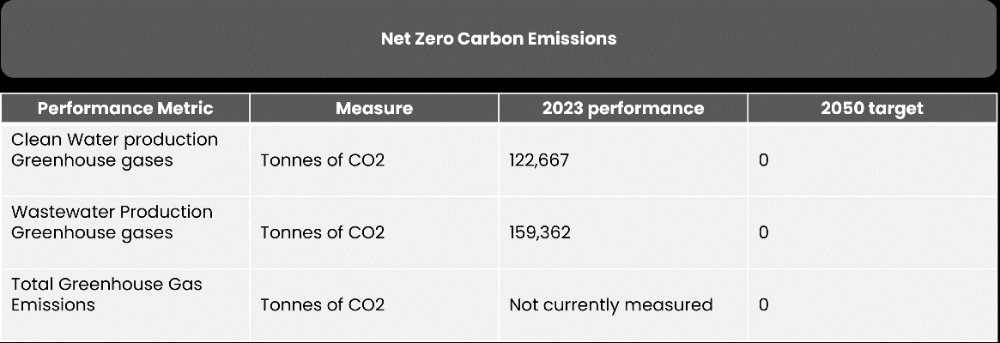 Net Zero Carbon Emissions
Performance Metric Measure 2023 performance 2050 target
Clean Water production
Greenhouse gases Tonnes of CO2 122,667 0
Wastewater Production
Greenhouse gases Tonnes of CO2 159,362 0
Total Greenhouse Gas
Emissions Tonnes of CO2 Not currently measured 0